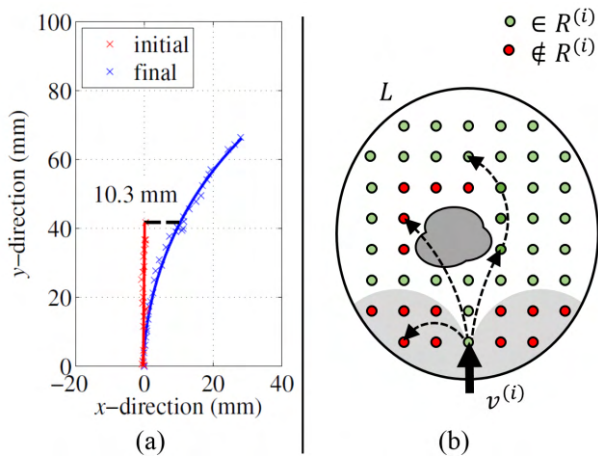 100
80
60
40
20
0
−20
0
20
40
y−direction (mm)
x−direction (mm)
initial
final
10.3 mm
(a)
∈ R^(i)
∉ R^(i)
L
v^(i)
(b)